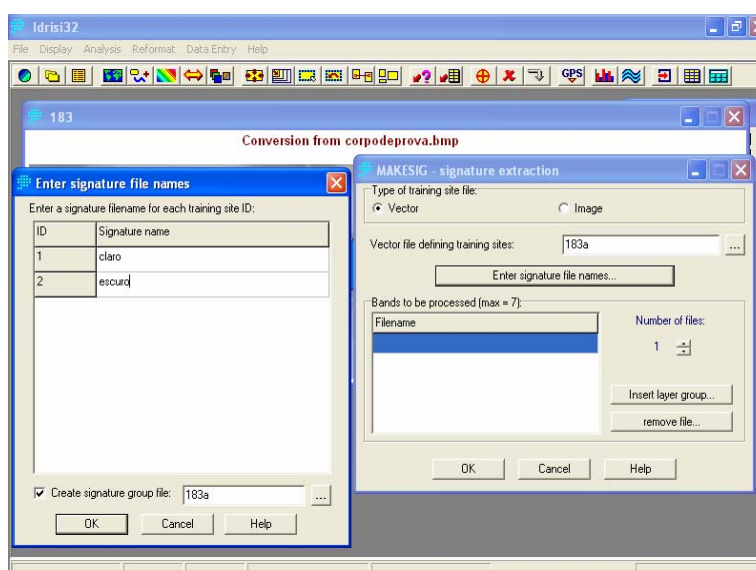 Idrisi32
File Display Analysis Reformat Data Entry Help
GPS
183
Conversion from corpodeprova.bmp
Enter signature file names
Enter a signature filename for each training site ID:
ID Signature name
1 claro
2 escuro
Create signature group file: 183a ...
OK Cancel Help
MAKESIG - signature extraction
Type of training site file:
Vector Image
Vector file defining training sites: 183a ...
Enter signature file names...
Bands to be processed (max = 7):
Filename
Number of files:
1
Insert layer group...
remove file...
OK Cancel Help